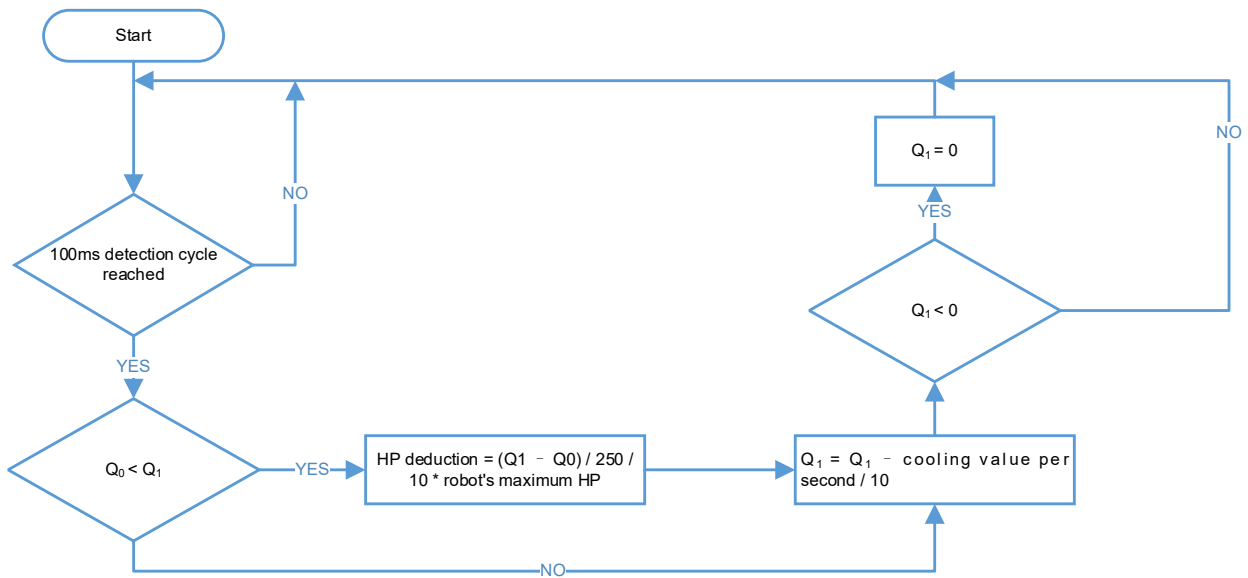 Start
NO
Q₁ = 0
NO
YES
100ms detection cycle
reached
Q₁ < 0
YES
Q₀ < Q₁
YES
HP deduction = (Q1 - Q0) / 250 /
10 * robot's maximum HP
Q₁ = Q₁ - cooling value per
second / 10
NO